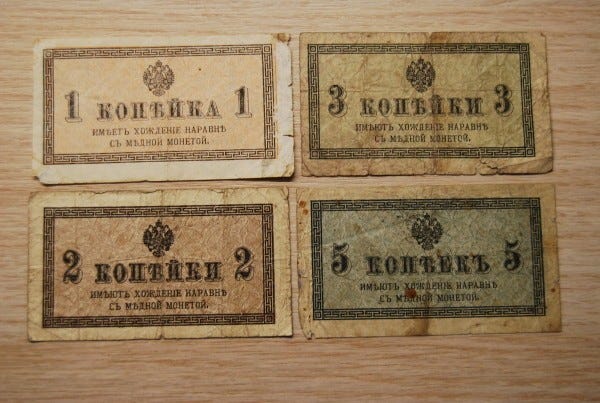 1 КОПѢЙКА 1
ИМѢЕТЪ ХОЖДЕНІЕ НАРАВНѢ
СЪ МѢДНОЙ МОНЕТОЙ.
3 КОПѢЙКИ 3
ИМѢЮТЪ ХОЖДЕНІЕ НАРАВНѢ
СЪ МѢДНОЙ МОНЕТОЙ.
2 КОПѢЙКИ 2
ИМѢЮТЪ ХОЖДЕНІЕ НАРАВНѢ
СЪ МѢДНОЙ МОНЕТОЙ.
5 КОПѢЕКЪ 5
ИМѢЮТЪ ХОЖДЕНІЕ НАРАВНѢ
СЪ МѢДНОЙ МОНЕТОЙ.